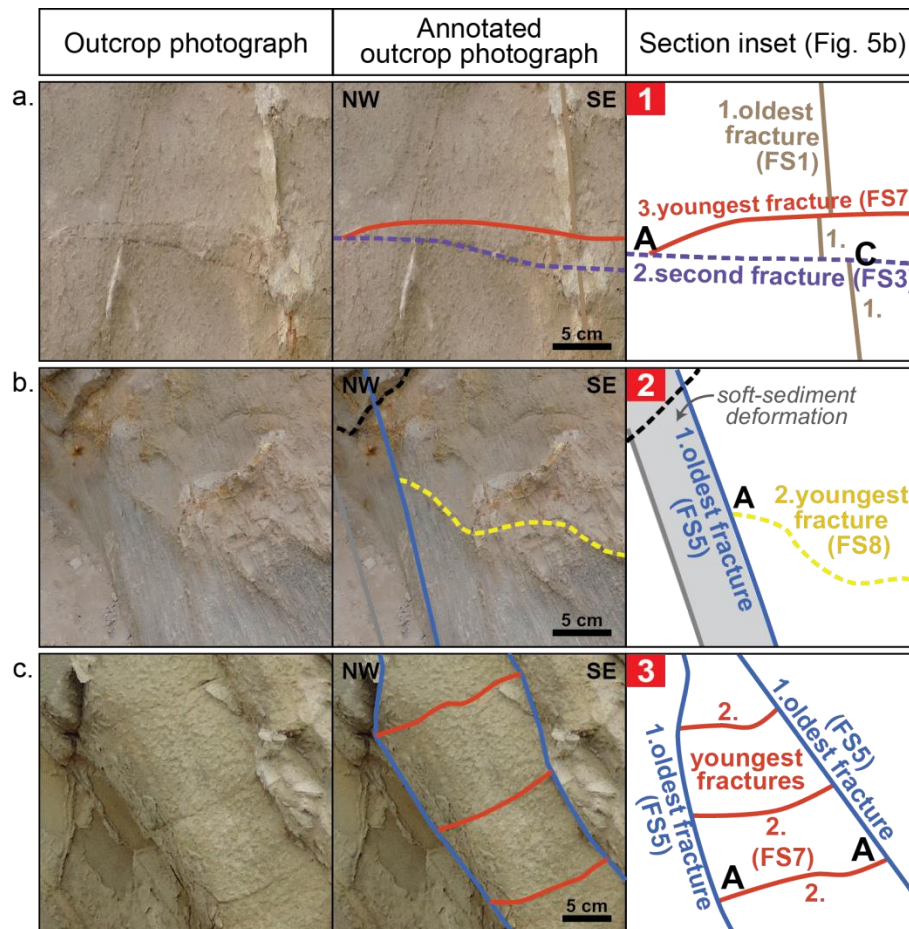 Outcrop photograph
Annotated
outcrop photograph
Section inset (Fig. 5b)
a.
NW
SE
5 cm
1
1.oldest
fracture
(FS1)
3.youngest fracture (FS7
A
1.
C
2.second fracture (FS3)
1.
b.
NW
SE
5 cm
2
soft-sediment
deformation
1.oldest fracture
(FS5)
A
2.youngest
fracture
(FS8)
c.
NW
SE
5 cm
3
1.oldest fracture
(FS5)
2.
youngest
fractures
2.
(FS7)
A
A
2.
1.oldest fracture
(FS5)